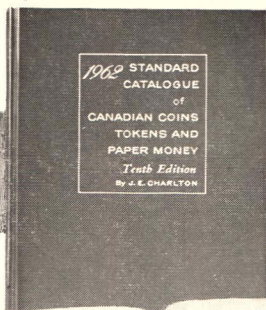 1962 STANDARD
CATALOGUE
of
CANADIAN COINS
TOKENS AND
PAPER MONEY
Tenth Edition
By J. E. CHARLTON